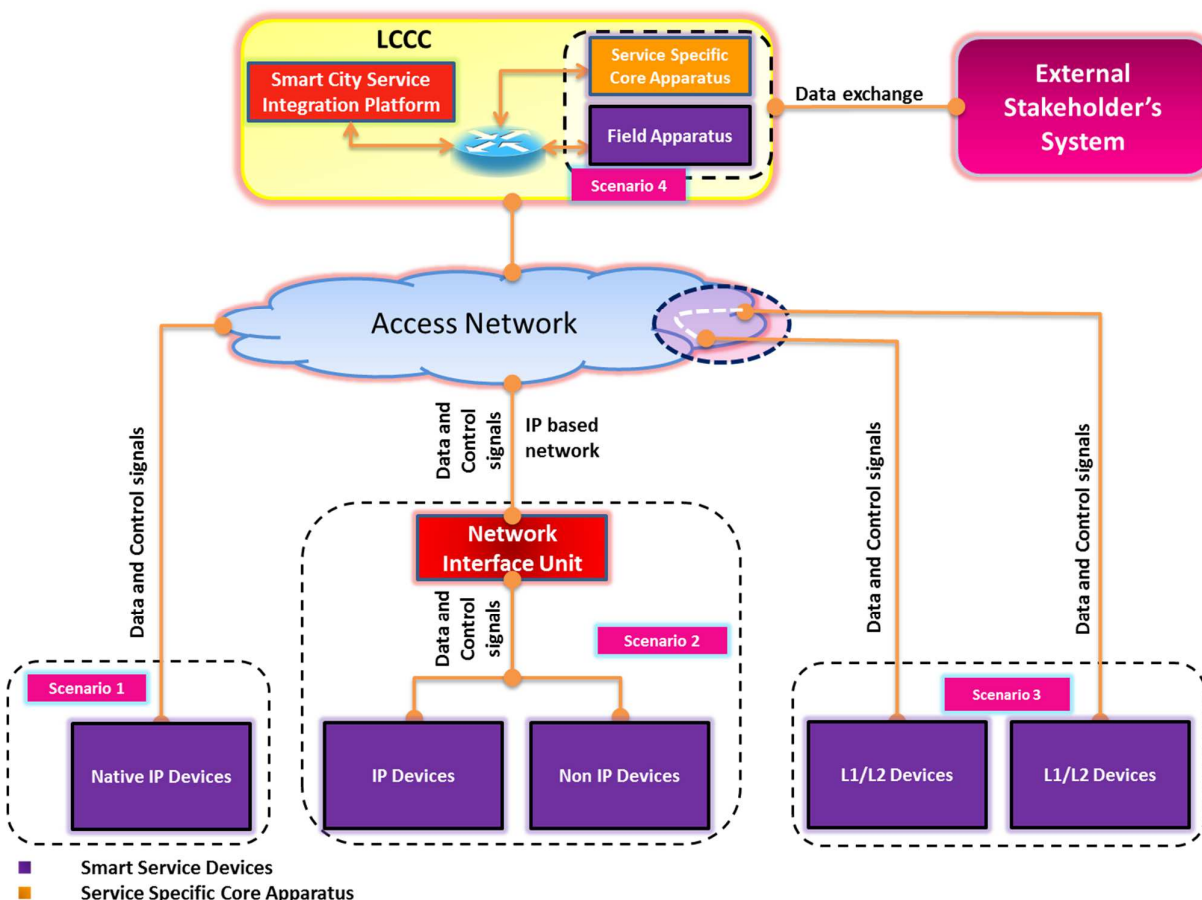 LCCC
Smart City Service
Integration Platform
Service Specific
Core Apparatus
Field Apparatus
Scenario 4
Data exchange
External
Stakeholder’s
System
Access Network
Data and Control signals
Data and
Control
signals
IP based
network
Data and Control signals
Data and Control signals
Network
Interface Unit
Data and
Control
signals
Scenario 1
Native IP Devices
Scenario 2
IP Devices
Non IP Devices
Scenario 3
L1/L2 Devices
L1/L2 Devices
Smart Service Devices
Service Specific Core Apparatus